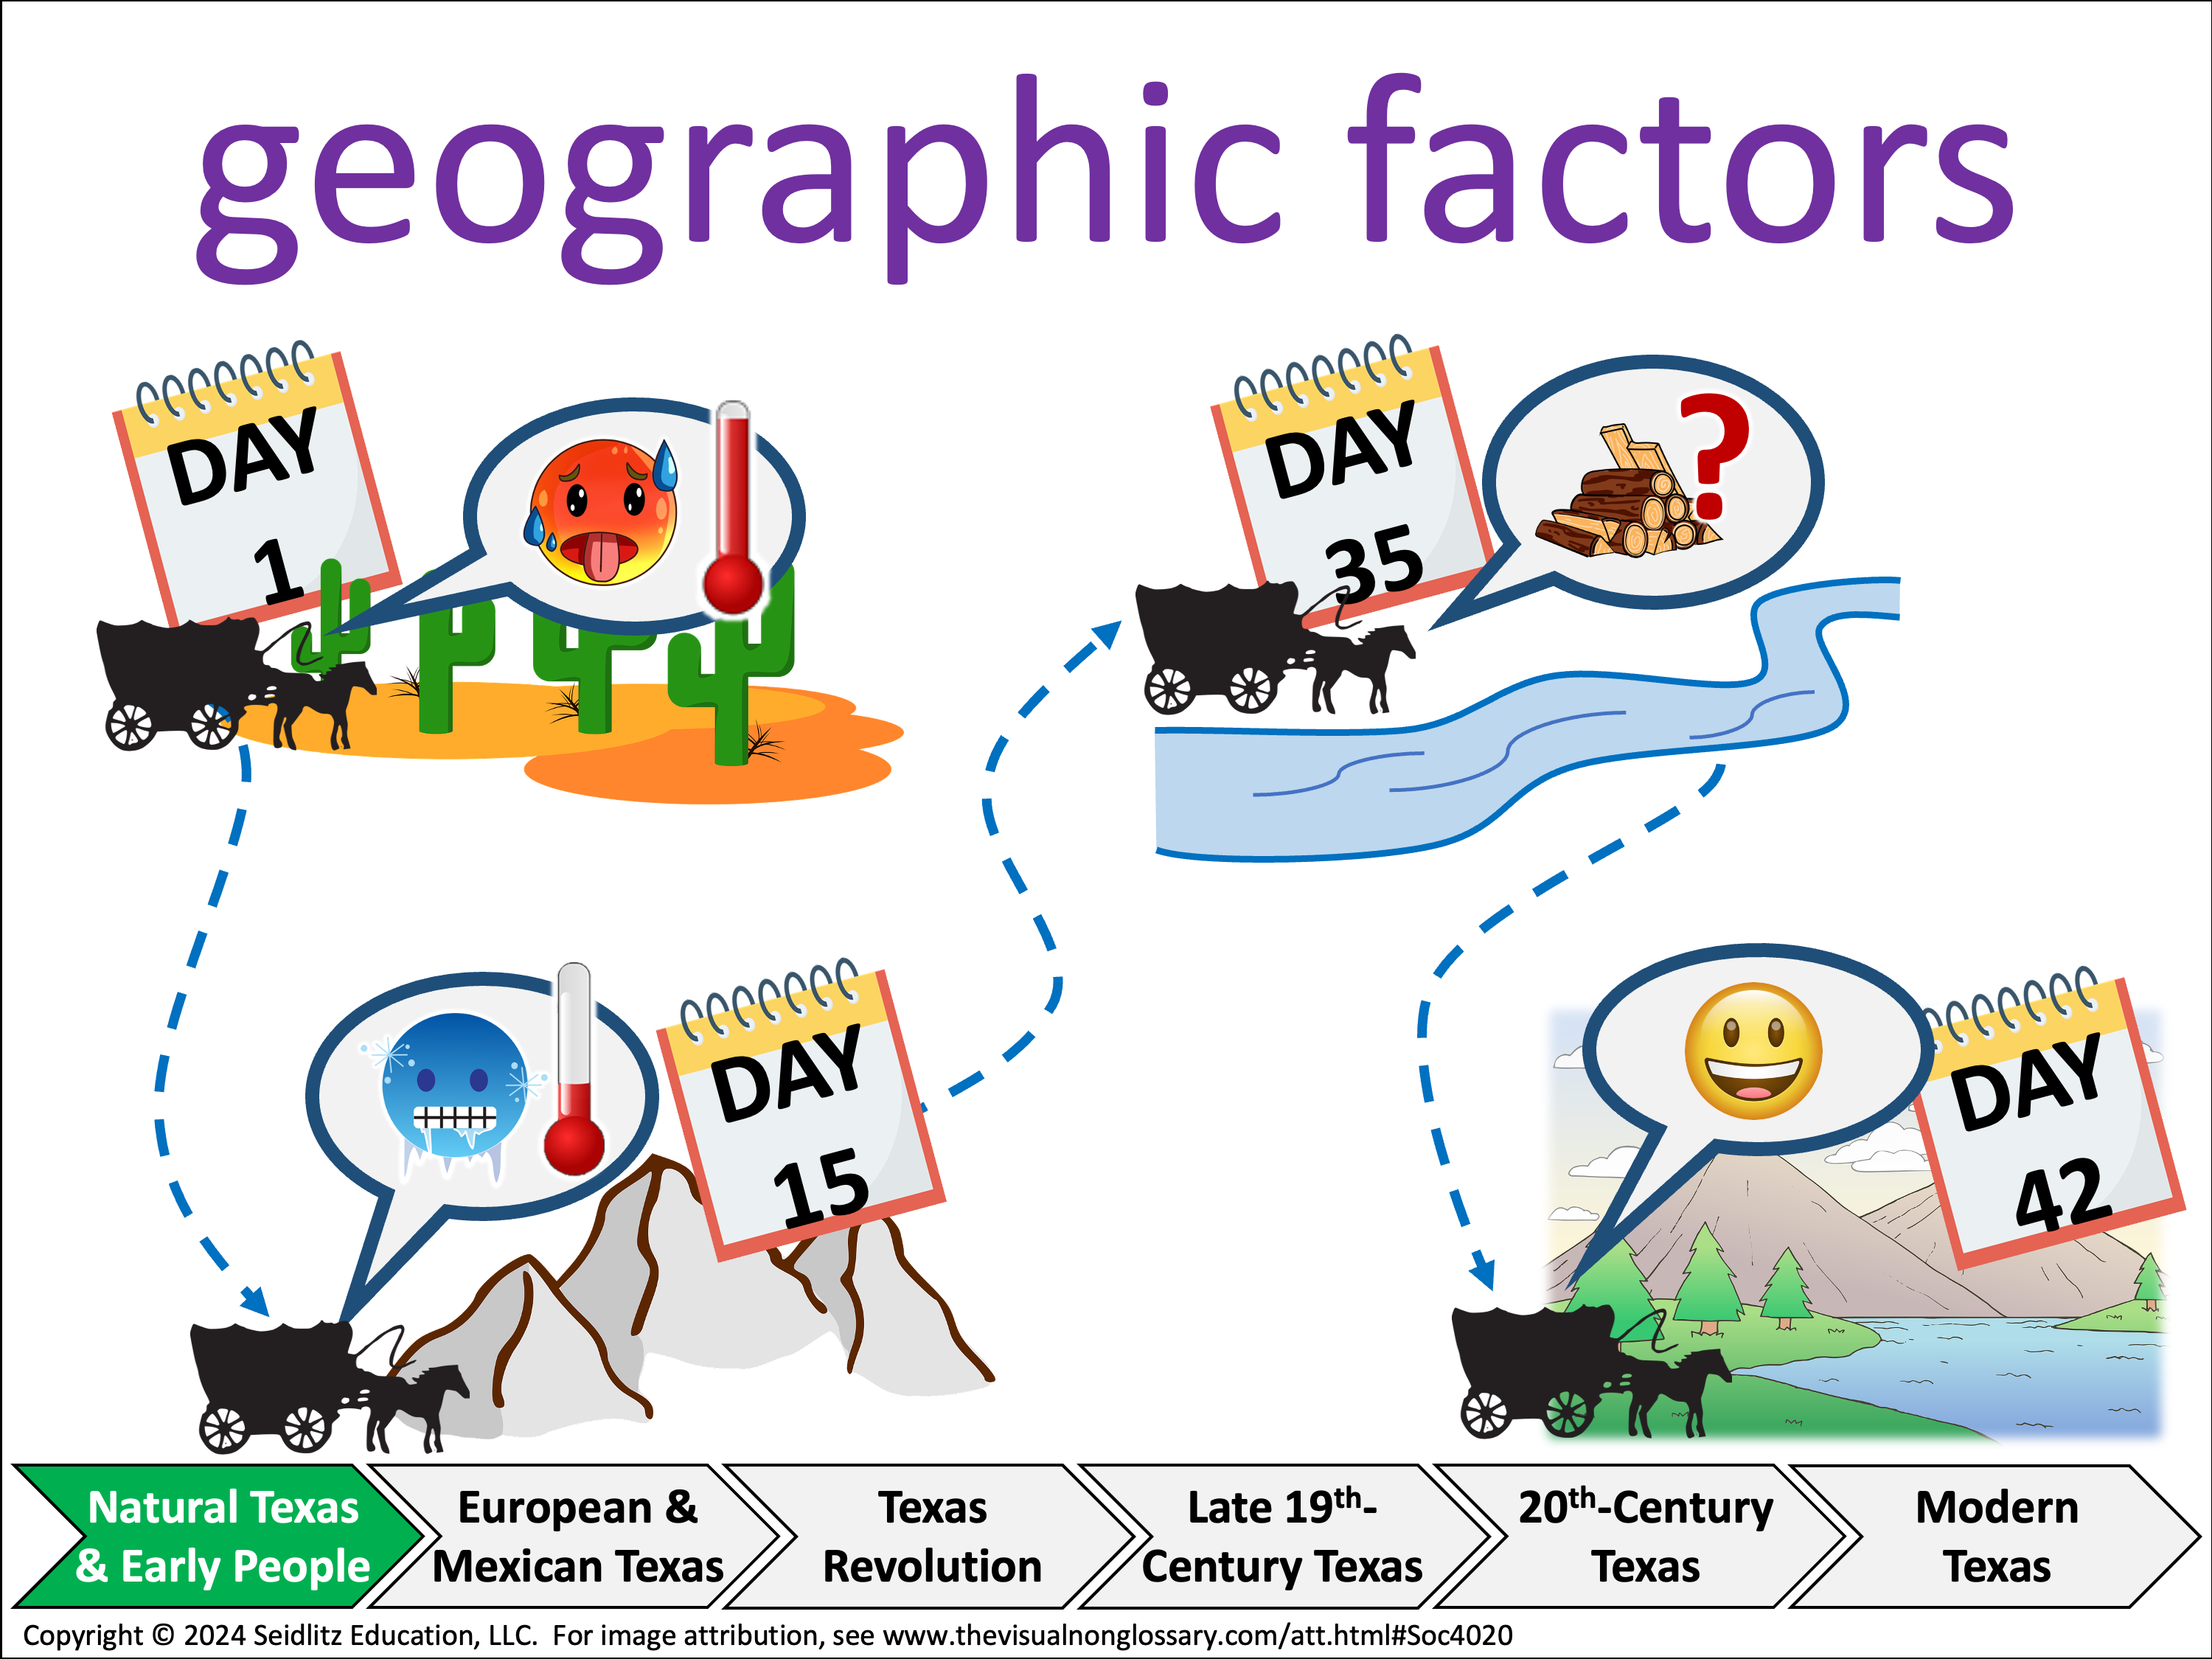 geographic factors
DAY
1
DAY
35
?
DAY
15
DAY
42
Natural Texas
& Early People
European &
Mexican Texas
Texas
Revolution
Late 19th-
Century Texas
20th-Century
Texas
Modern
Texas
Copyright © 2024 Seidlitz Education, LLC.  For image attribution, see www.thevisualnonglossary.com/att.html#Soc4020